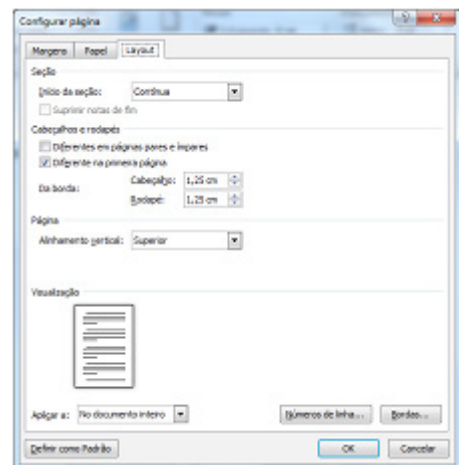 Configurar página
Margens Papel Layout
Seção
Início da seção: Contínua
Suprimir notas de fim
Cabeçalhos e rodapés
Diferentes em páginas pares e ímpares
Diferente na primeira página
Da borda:
Cabeçalho: 1,25 cm
Rodapé: 1,25 cm
Página
Alinhamento vertical: Superior
Visualização
Aplicar a: No documento inteiro
Números de linha... Bordas...
Definir como Padrão OK Cancelar